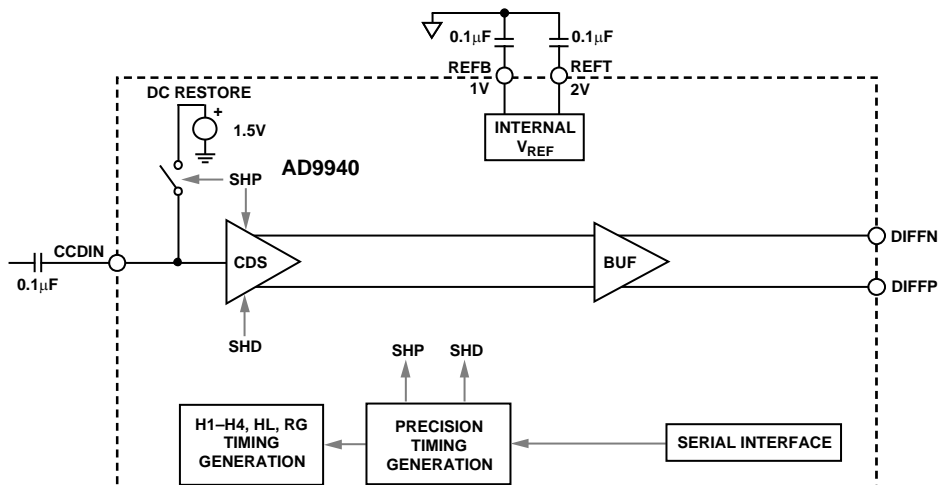 0.1μF
0.1μF
REFB
REFT
1V
2V
DC RESTORE
+
1.5V
INTERNAL
VREF
AD9940
SHP
CCDIN
0.1μF
CDS
BUF
DIFFN
DIFFP
SHD
SHP
SHD
H1–H4, HL, RG
TIMING
GENERATION
PRECISION
TIMING
GENERATION
SERIAL INTERFACE